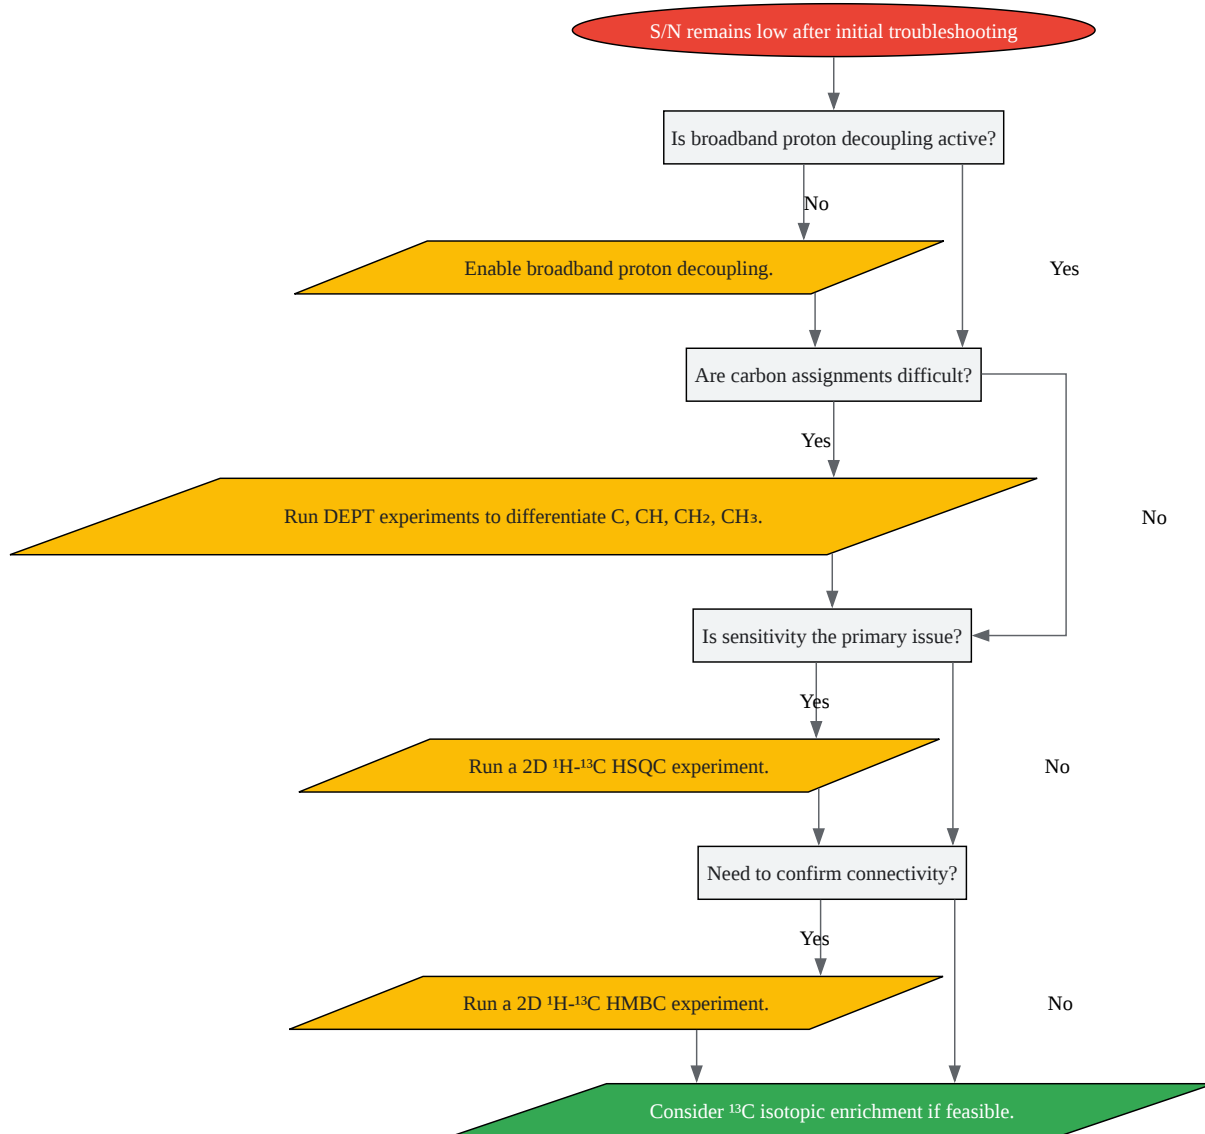 S/N remains low after initial troubleshooting
Is broadband proton decoupling active?
No
Enable broadband proton decoupling.
Yes
Are carbon assignments difficult?
Yes
Run DEPT experiments to differentiate C, CH, CH₂, CH₃.
No
Is sensitivity the primary issue?
Yes
Run a 2D ¹H-¹³C HSQC experiment.
No
Need to confirm connectivity?
Yes
Run a 2D ¹H-¹³C HMBC experiment.
No
Consider ¹³C isotopic enrichment if feasible.